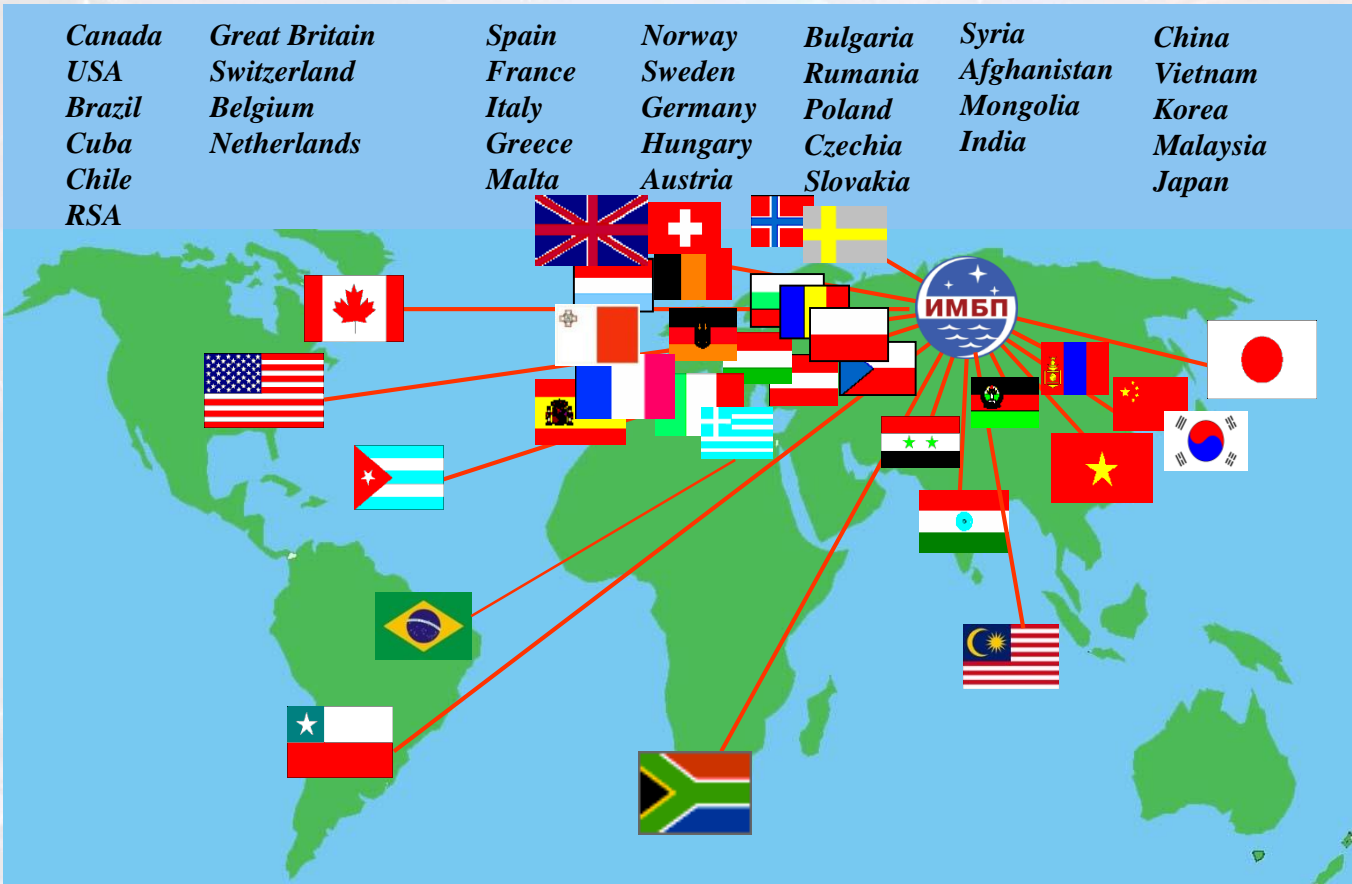 Canada
USA
Brazil
Cuba
Chile
RSA
Great Britain
Switzerland
Belgium
Netherlands
Spain
France
Italy
Greece
Malta
Norway
Sweden
Germany
Hungary
Austria
Bulgaria
Rumania
Poland
Czechia
Slovakia
Syria
Afghanistan
Mongolia
India
China
Vietnam
Korea
Malaysia
Japan
ИМБП